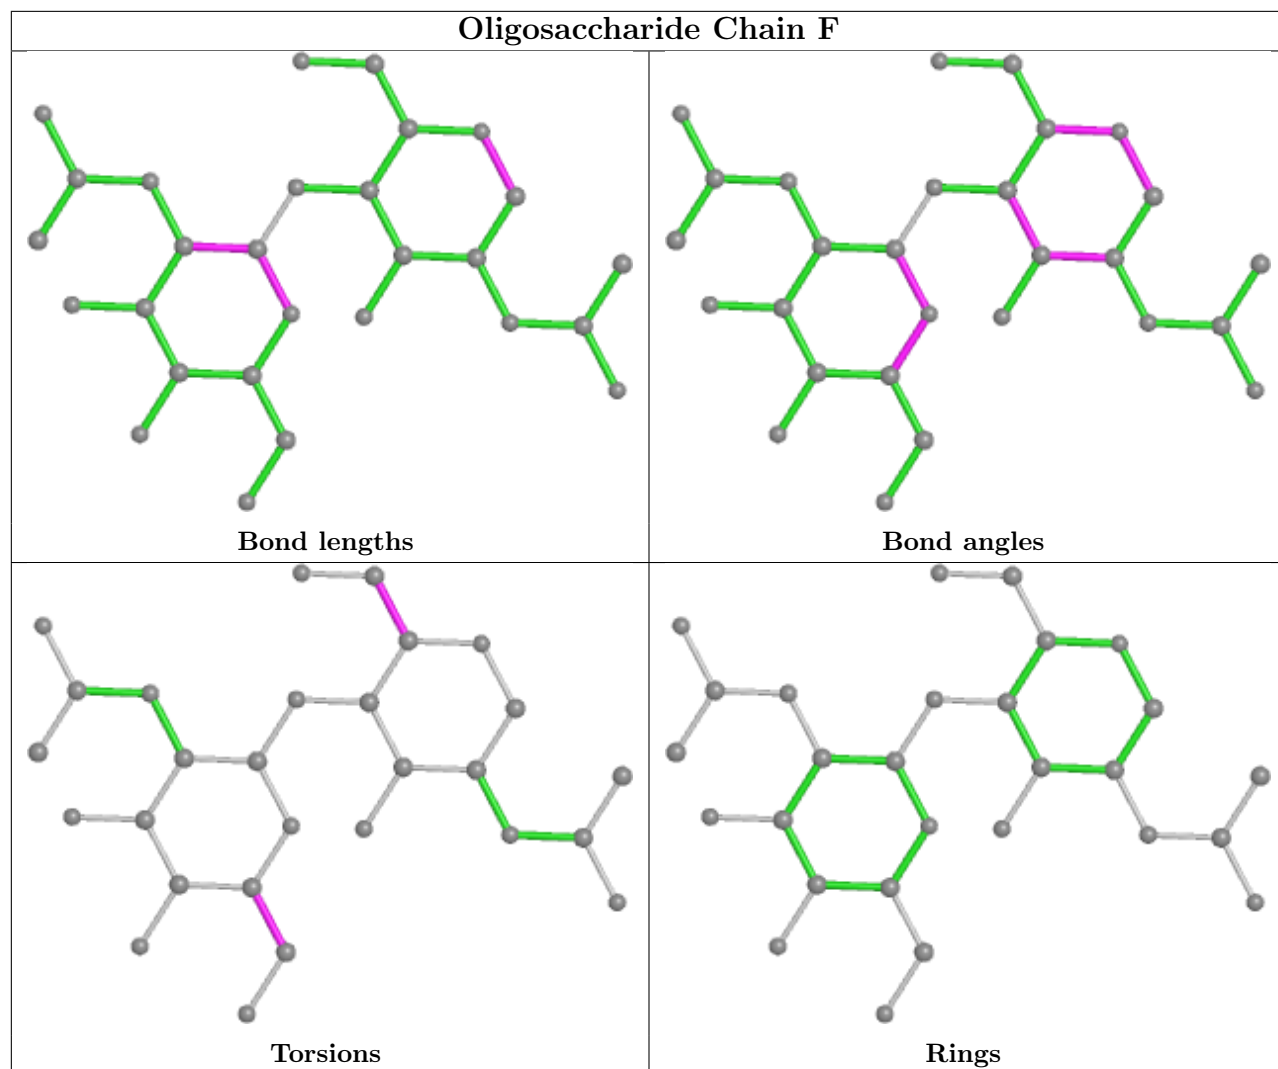 Oligosaccharide Chain F
Bond lengths
Bond angles
Torsions
Rings